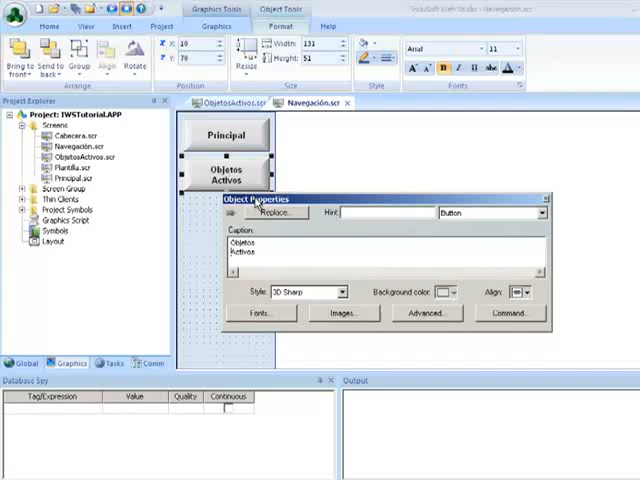 Graphics Tools
Object Tools
InduSoft Web Studio - Navegación.scr
Home
View
Insert
Project
Graphics
Format
Help
Bring to front
Send to back
Group
Align
Rotate
X: 10
Y: 70
Resize
Width: 131
Height: 51
Arial
11
A
A
B
I
U
abc
A
Arrange
Position
Size
Style
Fonts
Project Explorer
ObjetosActivos.scr
Navegación.scr
Project: IWSTutorial.APP
Screens
Cabecera.scr
Navegación.scr
ObjetosActivos.scr
Plantilla.scr
Principal.scr
Screen Group
Thin Clients
Project Symbols
Graphics Script
Symbols
Layout
Principal
Objetos
Activos
Object Properties
Replace...
Hint:
Button
Caption:
Objetos
Activos
Style:
3D Sharp
Background color:
Align:
Fonts...
Images...
Advanced...
Command...
Global
Graphics
Tasks
Comm
Database Spy
Output
Tag/Expression
Value
Quality
Continuous